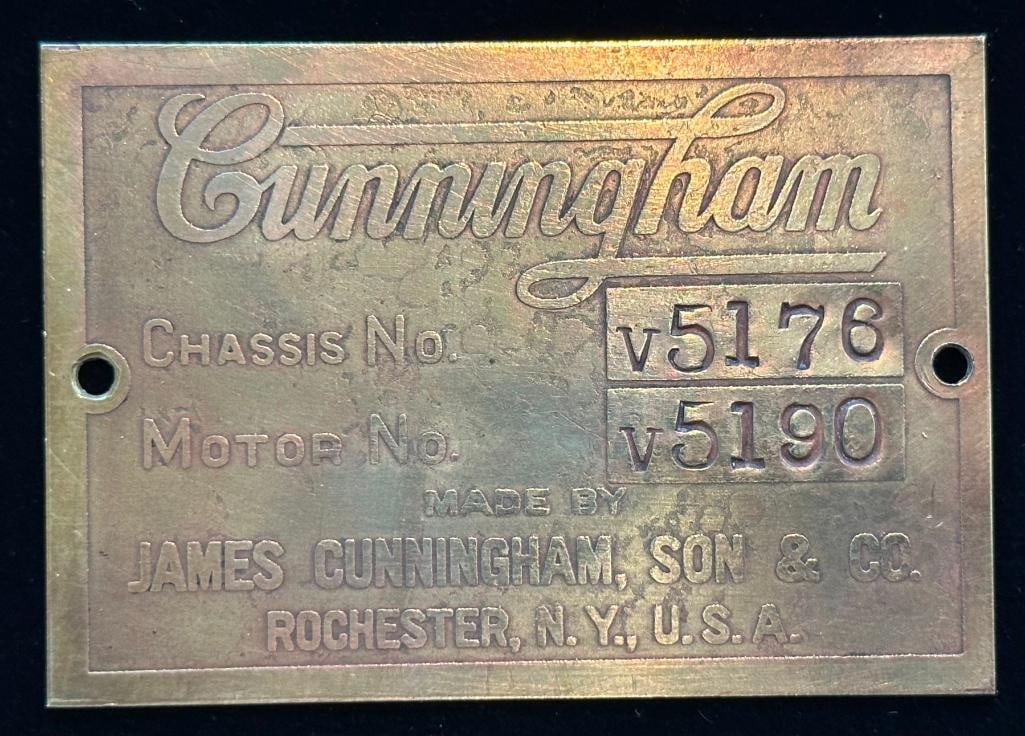 Cunningham
CHASSIS No. V5176
MOTOR No. V5190
MADE BY
JAMES CUNNINGHAM, SON & CO.
ROCHESTER, N.Y., U.S.A.